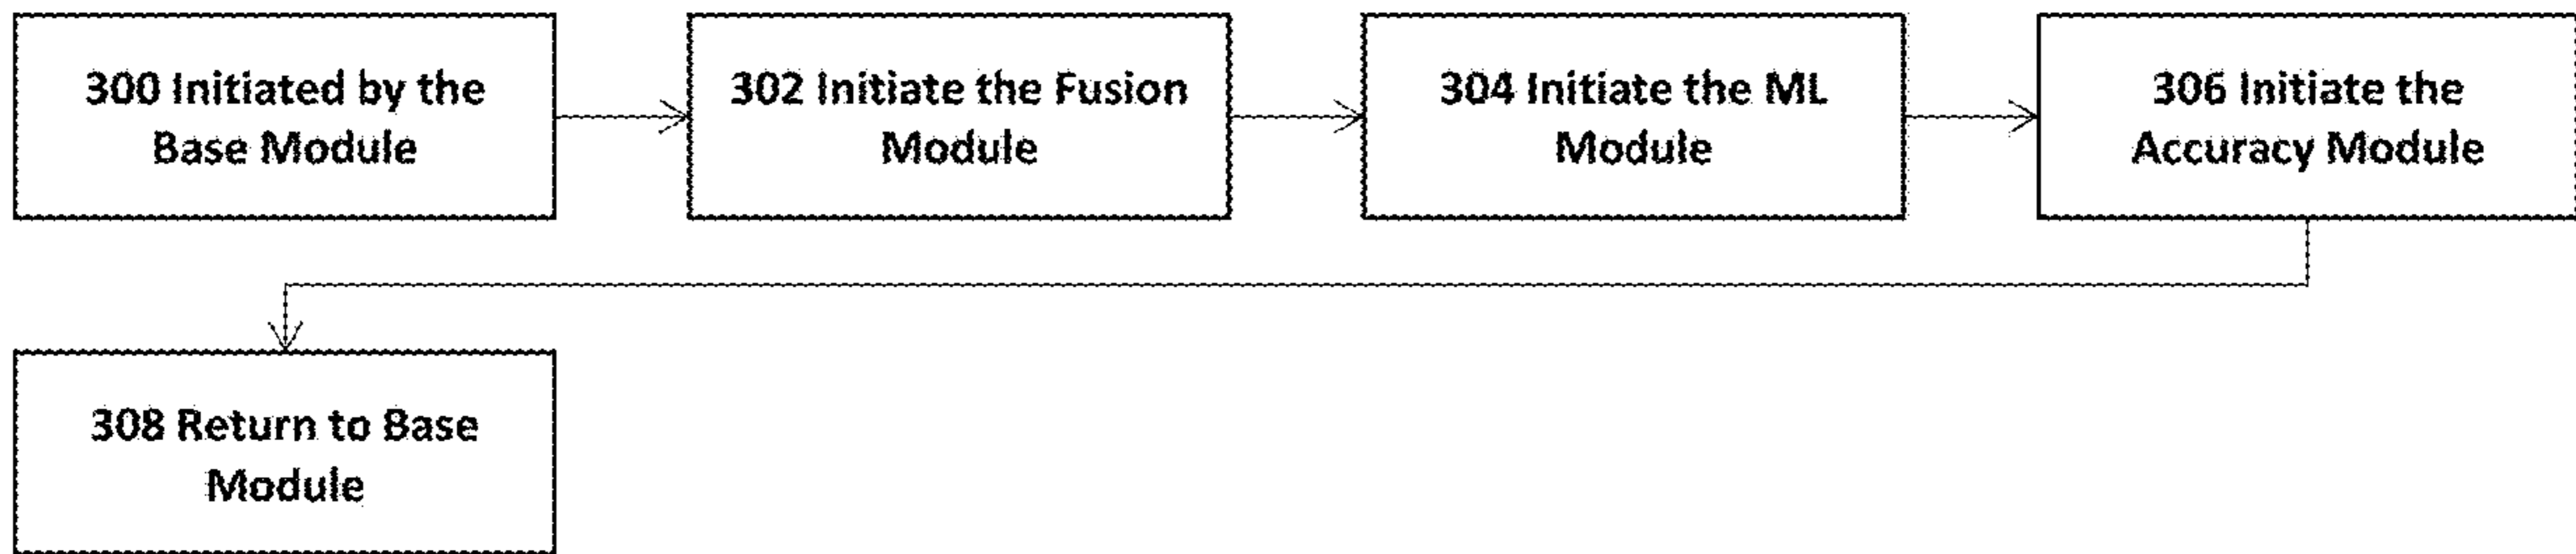 300 Initiated by the
Base Module
302 Initiate the Fusion
Module
304 Initiate the ML
Module
306 Initiate the
Accuracy Module
308 Return to Base
Module